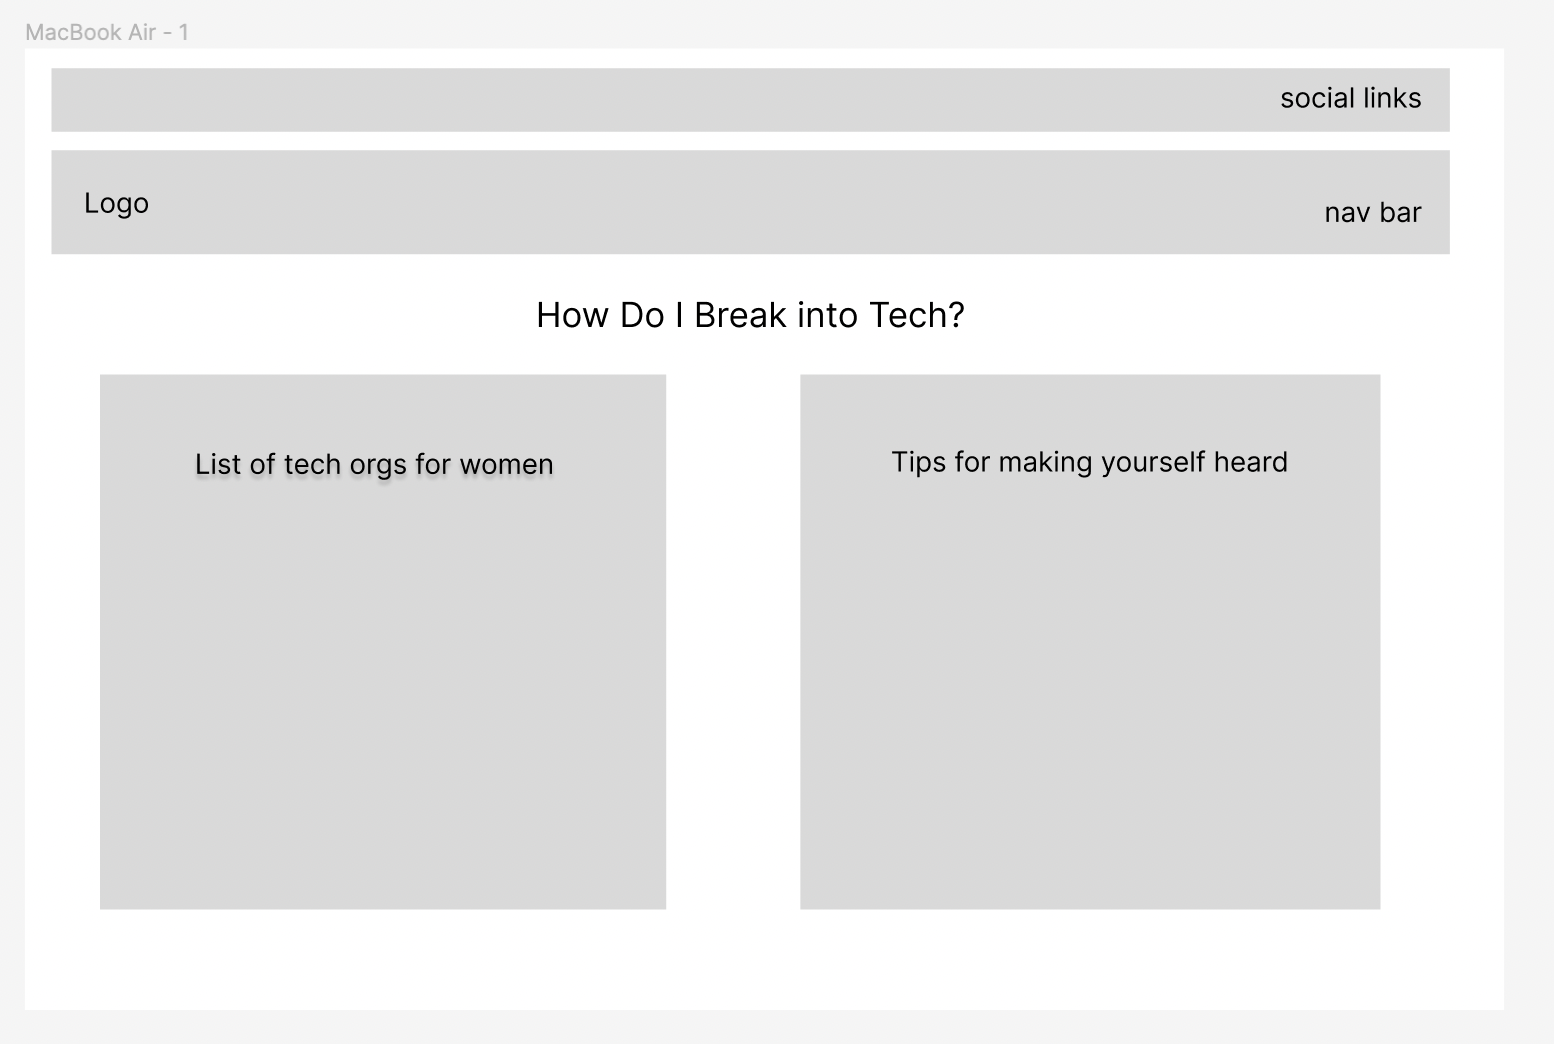 MacBook Air - 1
social links
Logo
nav bar
How Do I Break into Tech?
List of tech orgs for women
Tips for making yourself heard